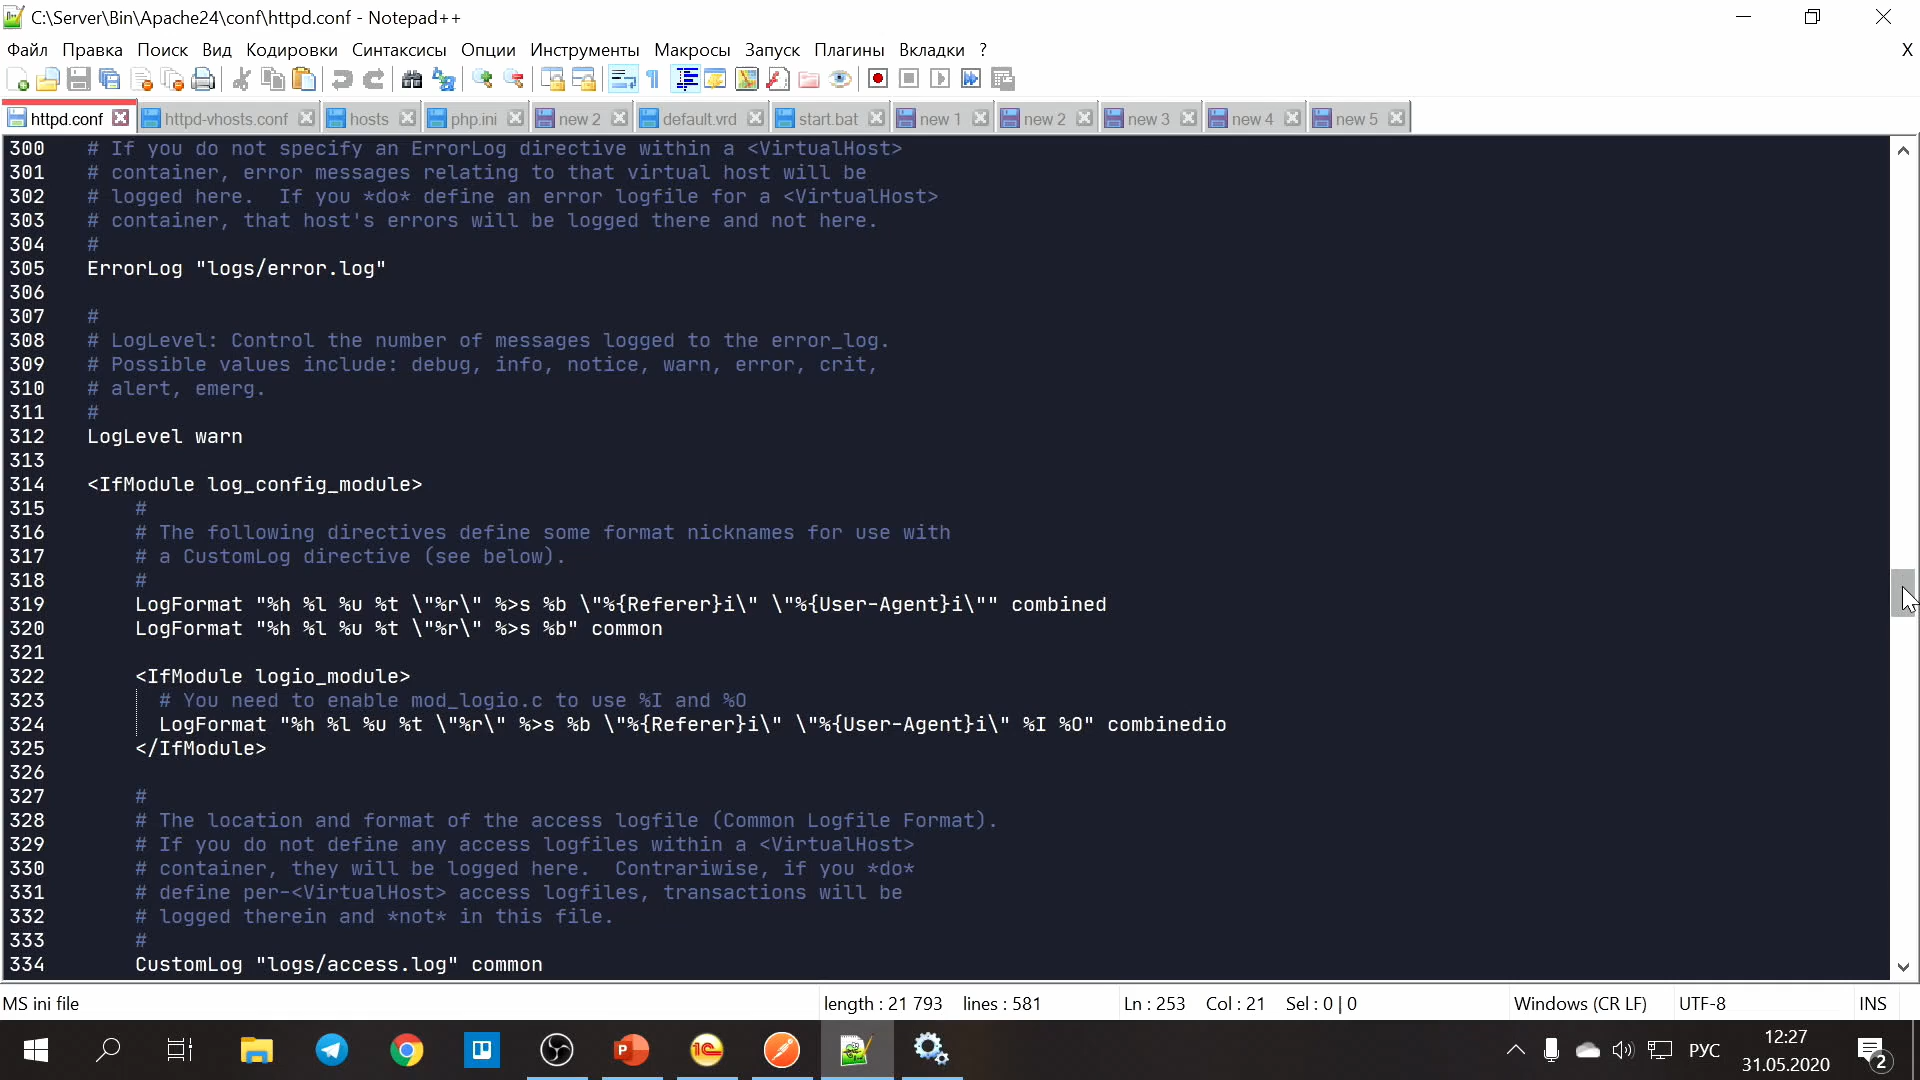 C:\Server\Bin\Apache24\conf\httpd.conf - Notepad++
Файл Правка Поиск Вид Кодировки Синтаксисы Опции Инструменты Макросы Запуск Плагины Вкладки ? X
httpd.conf httpd-vhosts.conf hosts php.ini new 2 default.vrd start.bat new 1 new 2 new 3 new 4 new 5
300 # If you do not specify an ErrorLog directive within a <VirtualHost>
301 # container, error messages relating to that virtual host will be
302 # logged here.  If you *do* define an error logfile for a <VirtualHost>
303 # container, that host's errors will be logged there and not here.
304 #
305 ErrorLog "logs/error.log"
306
307 #
308 # LogLevel: Control the number of messages logged to the error_log.
309 # Possible values include: debug, info, notice, warn, error, crit,
310 # alert, emerg.
311 #
312 LogLevel warn
313
314 <IfModule log_config_module>
315     #
316     # The following directives define some format nicknames for use with
317     # a CustomLog directive (see below).
318     #
319     LogFormat "%h %l %u %t \"%r\" %>s %b \"%{Referer}i\" \"%{User-Agent}i\"" combined
320     LogFormat "%h %l %u %t \"%r\" %>s %b" common
321
322     <IfModule logio_module>
323       # You need to enable mod_logio.c to use %I and %O
324       LogFormat "%h %l %u %t \"%r\" %>s %b \"%{Referer}i\" \"%{User-Agent}i\" %I %O" combinedio
325     </IfModule>
326
327     #
328     # The location and format of the access logfile (Common Logfile Format).
329     # If you do not define any access logfiles within a <VirtualHost>
330     # container, they will be logged here.  Contrariwise, if you *do*
331     # define per-<VirtualHost> access logfiles, transactions will be
332     # logged therein and *not* in this file.
333     #
334     CustomLog "logs/access.log" common
MS ini file length : 21 793 lines : 581 Ln : 253 Col : 21 Sel : 0 | 0 Windows (CR LF) UTF-8 INS
РУС 12:27
31.05.2020 2